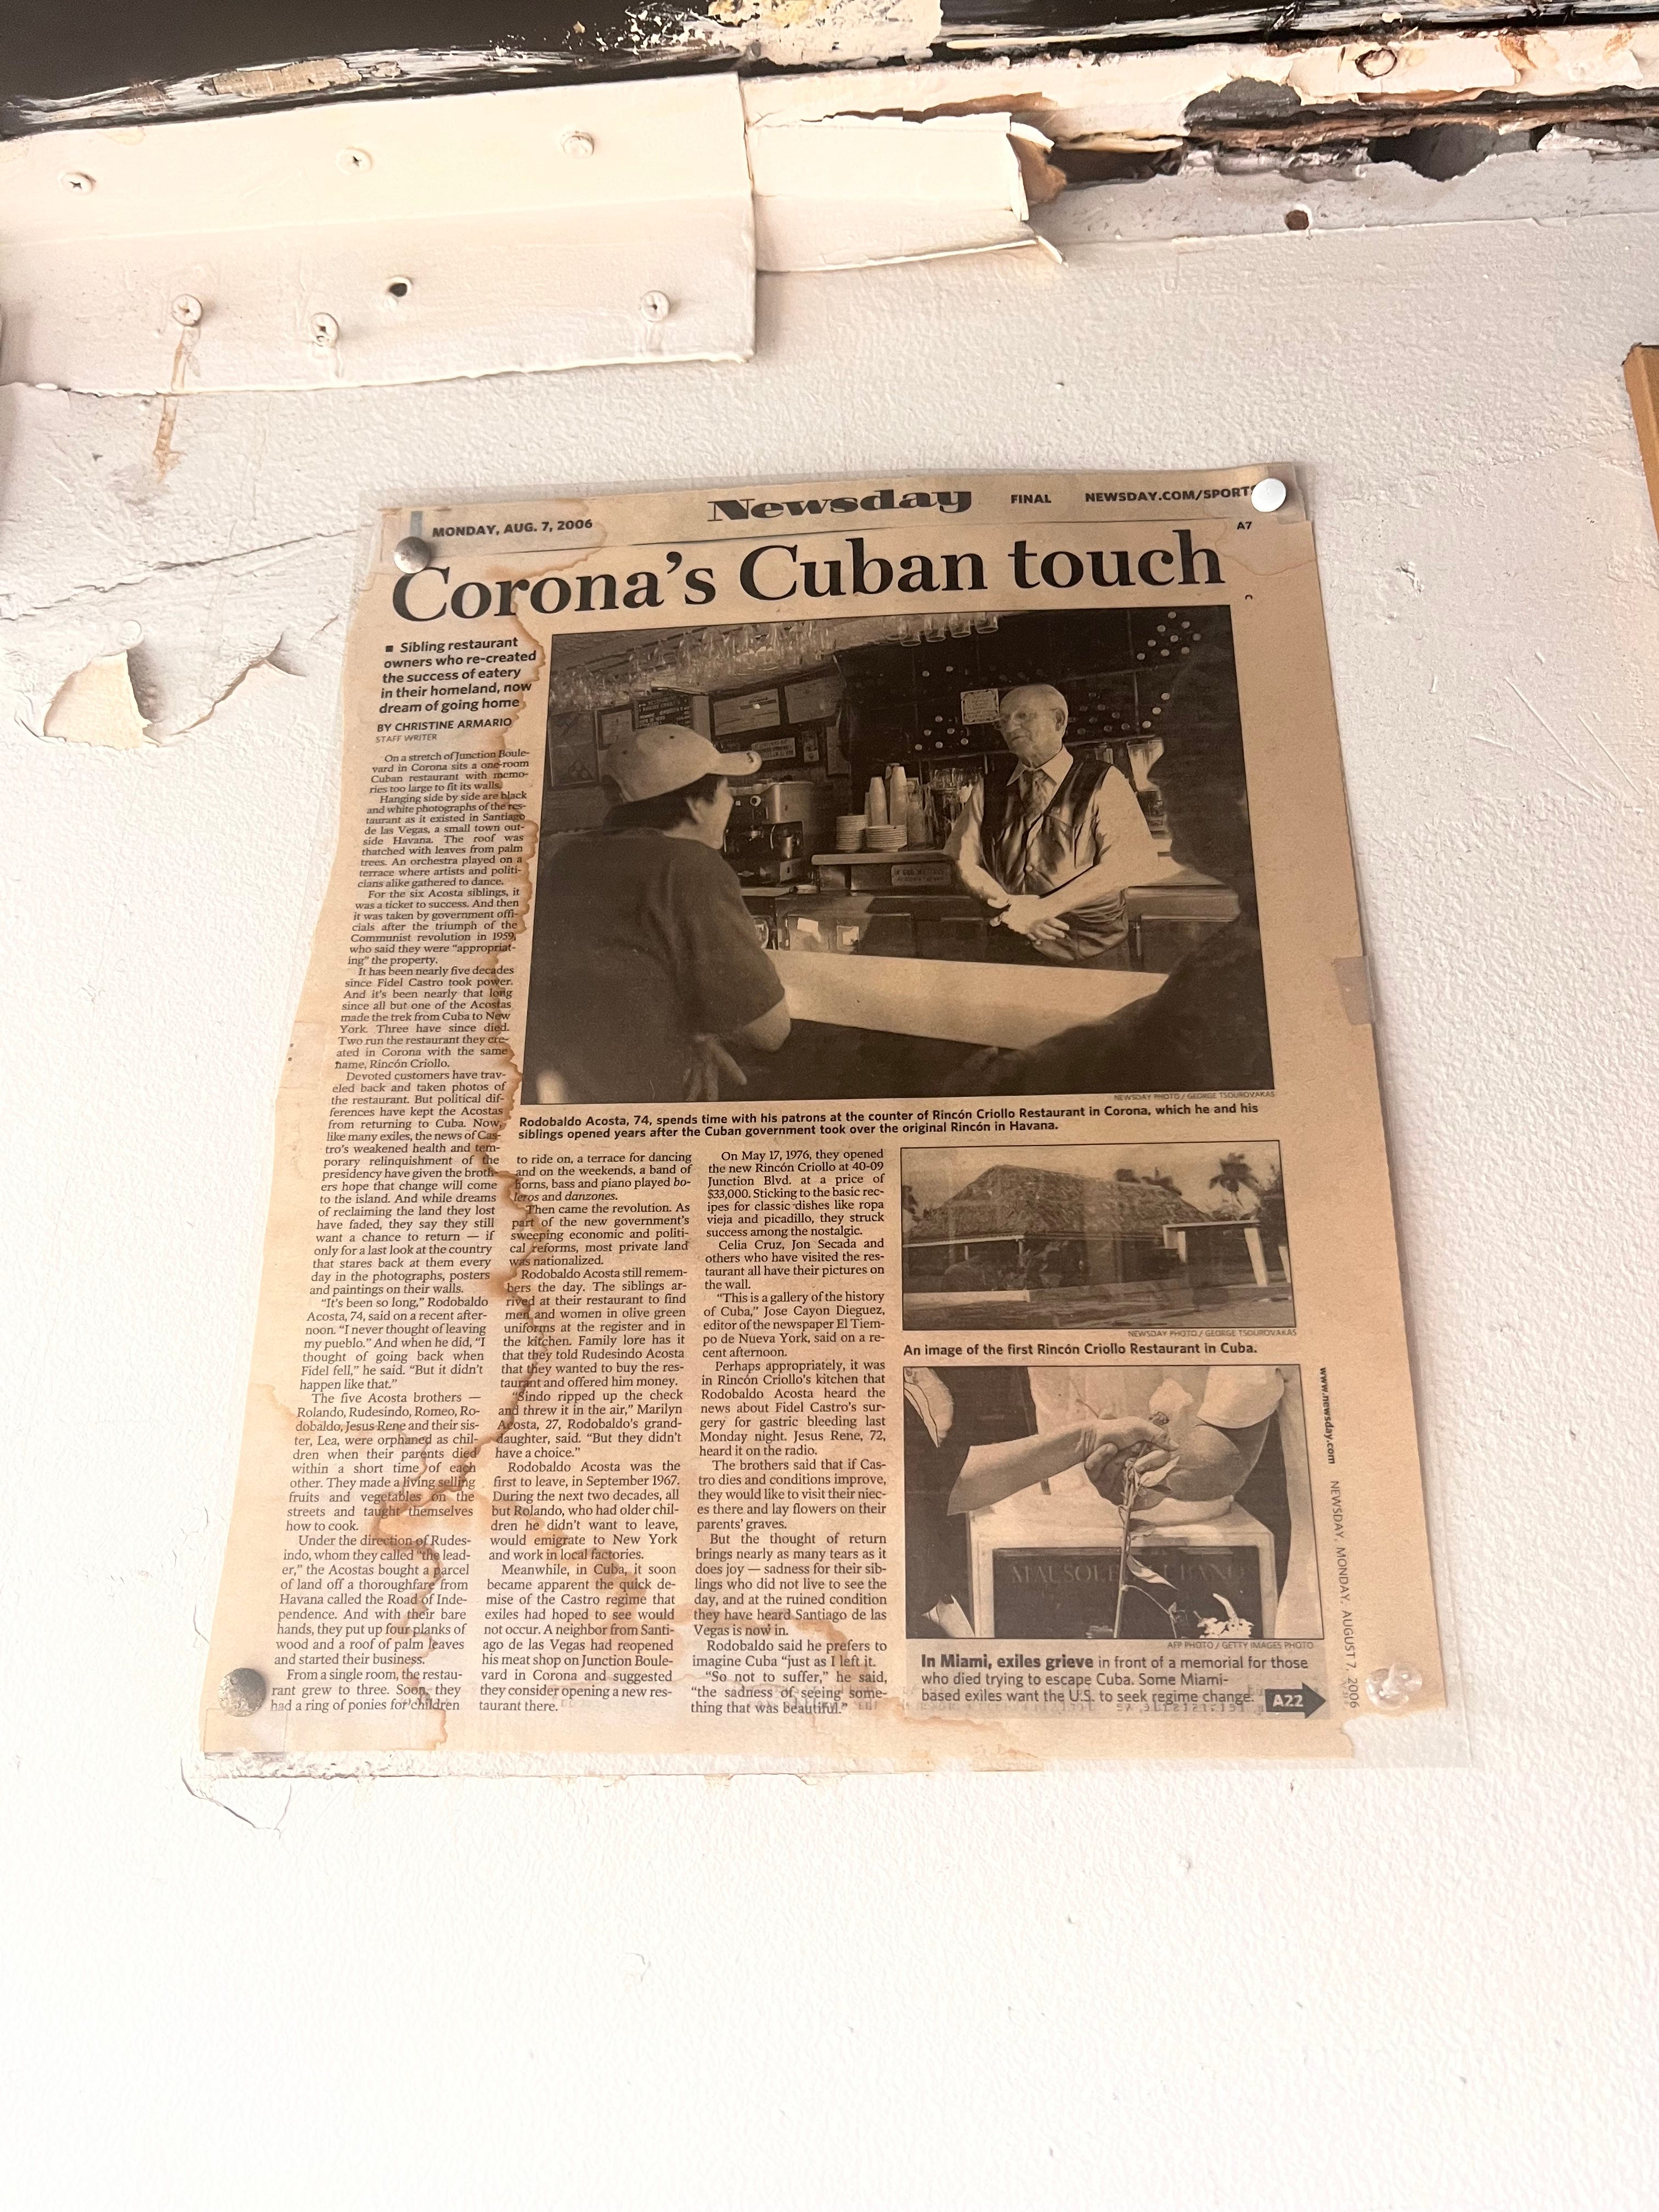 MONDAY, AUG. 7, 2006
Newsday
FINAL
NEWSDAY.COM/SPORTS
A7
Corona's Cuban touch
■ Sibling restaurant
owners who re-created
the success of eatery
in their homeland, now
dream of going home
BY CHRISTINE ARMARIO
STAFF WRITER
On a stretch of Junction Boule-
vard in Corona sits a one-room
Cuban restaurant with memo-
ries too large to fit its walls.
Hanging side by side are black
and white photographs of the res-
taurant as it existed in Santiago
de las Vegas, a small town out-
side Havana. The roof was
thatched with leaves from palm
trees. An orchestra played on a
terrace where artists and politi-
cians alike gathered to dance.
For the six Acosta siblings, it
was a ticket to success. And then
it was taken by government offi-
cials after the triumph of the
Communist revolution in 1959,
who said they were "appropriat-
ing" the property.
It has been nearly five decades
since Fidel Castro took power.
And it's been nearly that long
since all but one of the Acostas
made the trek from Cuba to New
York. Three have since died.
Two run the restaurant they cre-
ated in Corona with the same
name, Rincón Criollo.
Devoted customers have trav-
eled back and taken photos of
the restaurant. But political dif-
ferences have kept the Acostas
from returning to Cuba. Now,
like many exiles, the news of Cas-
tro's weakened health and tem-
porary relinquishment of the
presidency have given the broth-
ers hope that change will come
to the island. And while dreams
of reclaiming the land they lost
have faded, they say they still
want a chance to return — if
only for a last look at the country
that stares back at them every
day in the photographs, posters
and paintings on their walls.
"It's been so long," Rodobaldo
Acosta, 74, said on a recent after-
noon. "I never thought of leaving
my pueblo." And when he did, "I
thought of going back when
Fidel fell," he said. "But it didn't
happen like that."
The five Acosta brothers —
Rolando, Rudesindo, Romeo, Ro-
dobaldo, Jesus Rene and their sis-
ter, Lea, were orphaned as chil-
dren when their parents died
within a short time of each
other. They made a living selling
fruits and vegetables on the
streets and taught themselves
how to cook.
Under the direction of Rudes-
indo, whom they called "the lead-
er," the Acostas bought a parcel
of land off a thoroughfare from
Havana called the Road of Inde-
pendence. And with their bare
hands, they put up four planks of
wood and a roof of palm leaves
and started their business.
From a single room, the restau-
rant grew to three. Soon, they
had a ring of ponies for children
NEWSDAY PHOTO / GEORGE TSOUROVAKAS
Rodobaldo Acosta, 74, spends time with his patrons at the counter of Rincón Criollo Restaurant in Corona, which he and his
siblings opened years after the Cuban government took over the original Rincón in Havana.
to ride on, a terrace for dancing
and on the weekends, a band of
horns, bass and piano played bo-
leros and danzones.
Then came the revolution. As
part of the new government's
sweeping economic and politi-
cal reforms, most private land
was nationalized.
Rodobaldo Acosta still remem-
bers the day. The siblings ar-
rived at their restaurant to find
men and women in olive green
uniforms at the register and in
the kitchen. Family lore has it
that they told Rudesindo Acosta
that they wanted to buy the res-
taurant and offered him money.
"Sindo ripped up the check
and threw it in the air," Marilyn
Acosta, 27, Rodobaldo's grand-
daughter, said. "But they didn't
have a choice."
Rodobaldo Acosta was the
first to leave, in September 1967.
During the next two decades, all
but Rolando, who had older chil-
dren he didn't want to leave,
would emigrate to New York
and work in local factories.
Meanwhile, in Cuba, it soon
became apparent the quick de-
mise of the Castro regime that
exiles had hoped to see would
not occur. A neighbor from Santi-
ago de las Vegas had reopened
his meat shop on Junction Boule-
vard in Corona and suggested
they consider opening a new res-
taurant there.
On May 17, 1976, they opened
the new Rincón Criollo at 40-09
Junction Blvd. at a price of
$33,000. Sticking to the basic rec-
ipes for classic dishes like ropa
vieja and picadillo, they struck
success among the nostalgic.
Celia Cruz, Jon Secada and
others who have visited the res-
taurant all have their pictures on
the wall.
"This is a gallery of the history
of Cuba," Jose Cayon Dieguez,
editor of the newspaper El Tiem-
po de Nueva York, said on a re-
cent afternoon.
Perhaps appropriately, it was
in Rincón Criollo's kitchen that
Rodobaldo Acosta heard the
news about Fidel Castro's sur-
gery for gastric bleeding last
Monday night. Jesus Rene, 72,
heard it on the radio.
The brothers said that if Cas-
tro dies and conditions improve,
they would like to visit their niec-
es there and lay flowers on their
parents' graves.
But the thought of return
brings nearly as many tears as it
does joy — sadness for their sib-
lings who did not live to see the
day, and at the ruined condition
they have heard Santiago de las
Vegas is now in.
Rodobaldo said he prefers to
imagine Cuba "just as I left it.
"So not to suffer," he said,
"the sadness of seeing some-
thing that was beautiful."
NEWSDAY PHOTO / GEORGE TSOUROVAKAS
An image of the first Rincón Criollo Restaurant in Cuba.
AFP PHOTO / GETTY IMAGES PHOTO
In Miami, exiles grieve in front of a memorial for those
who died trying to escape Cuba. Some Miami-
based exiles want the U.S. to seek regime change.
A22
www.newsday.com
NEWSDAY, MONDAY, AUGUST 7, 2006